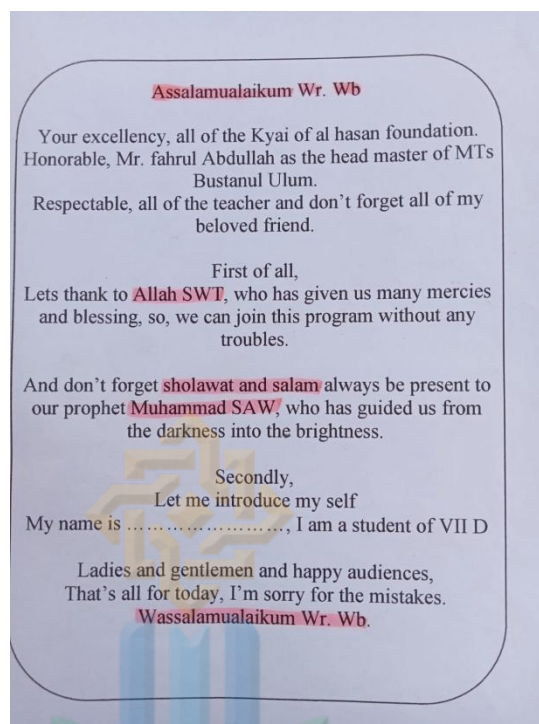 Assalamualaikum Wr. Wb
Your excellency, all of the Kyai of al hasan foundation.
Honorable, Mr. fahrul Abdullah as the head master of MTs
Bustanul Ulum.
Respectable, all of the teacher and don't forget all of my
beloved friend.
First of all,
Lets thank to Allah SWT, who has given us many mercies
and blessing, so, we can join this program without any
troubles.
And don't forget sholawat and salam always be present to
our prophet Muhammad SAW, who has guided us from
the darkness into the brightness.
Secondly,
Let me introduce my self
My name is ........................, I am a student of VII D
Ladies and gentlemen and happy audiences,
That's all for today, I'm sorry for the mistakes.
Wassalamualaikum Wr. Wb.